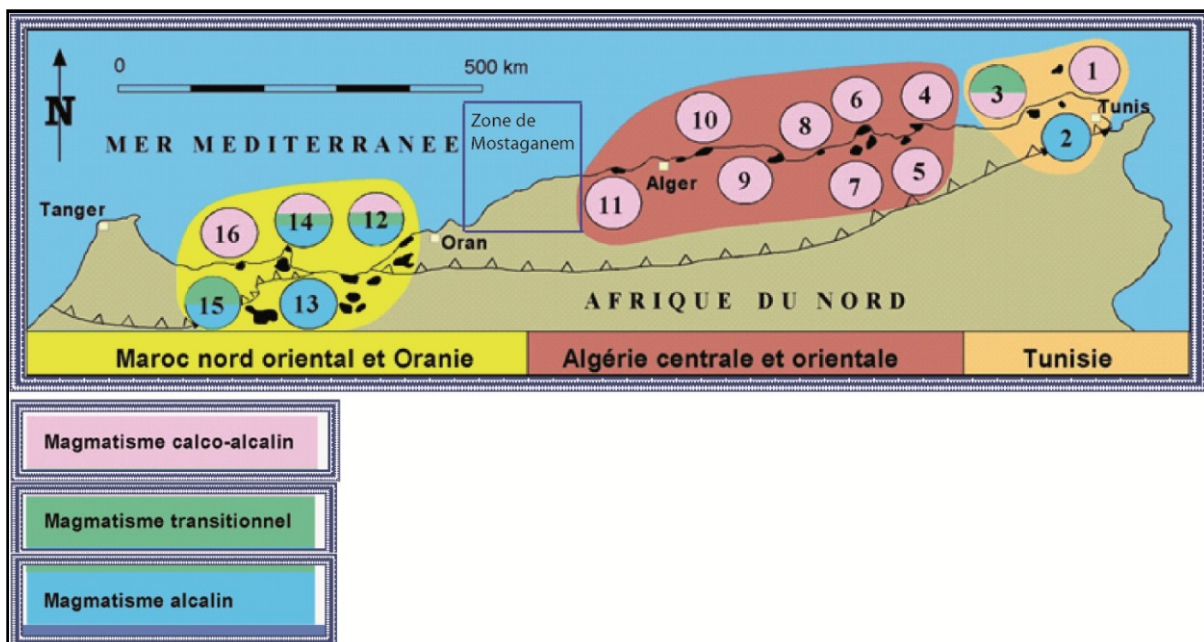 0 500 km
N
MER MEDITERRANEE
Zone de
Mostaganem
Tanger
Oran
Alger
Tunis
10
8
6
4
3
1
2
11
9
7
5
16
14
12
15
13
AFRIQUE DU NORD
Maroc nord oriental et Oranie
Algérie centrale et orientale
Tunisie
Magmatisme calco-alcalin
Magmatisme transitionnel
Magmatisme alcalin